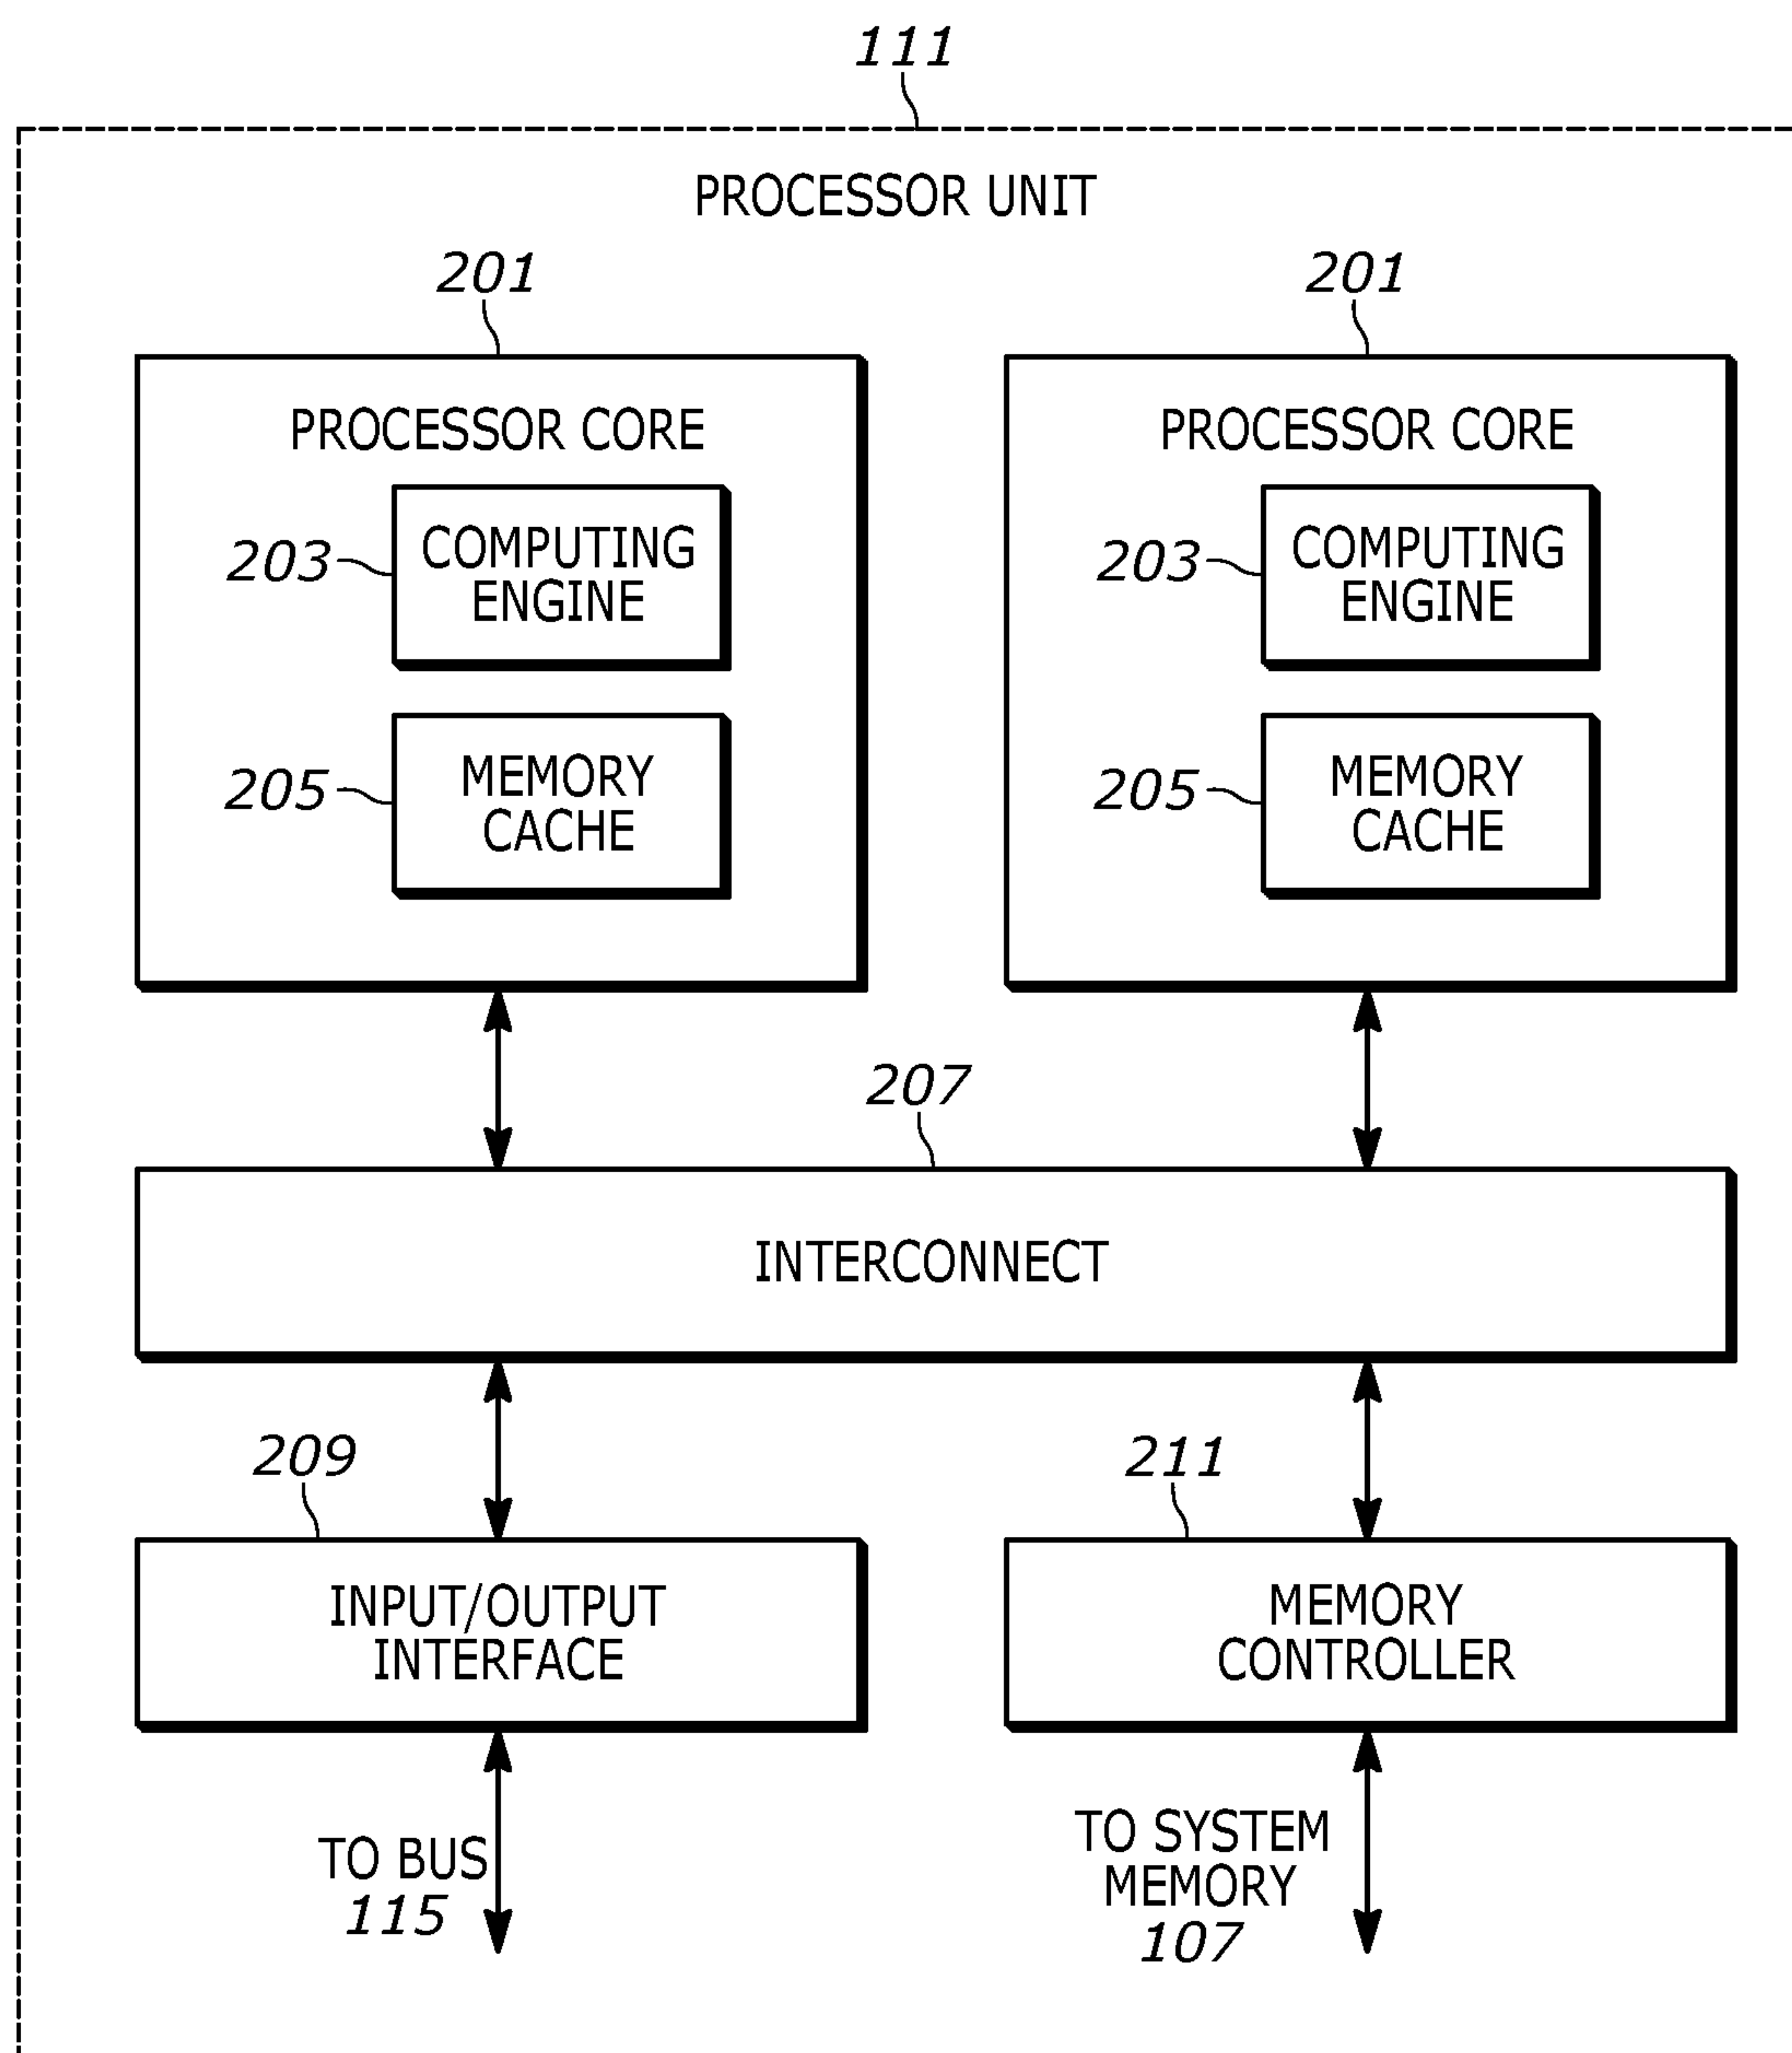 111
PROCESSOR UNIT
201
201
PROCESSOR CORE
PROCESSOR CORE
203
COMPUTING
ENGINE
203
COMPUTING
ENGINE
205
MEMORY
CACHE
205
MEMORY
CACHE
207
INTERCONNECT
209
211
INPUT/OUTPUT
INTERFACE
MEMORY
CONTROLLER
TO BUS
115
TO SYSTEM
MEMORY
107